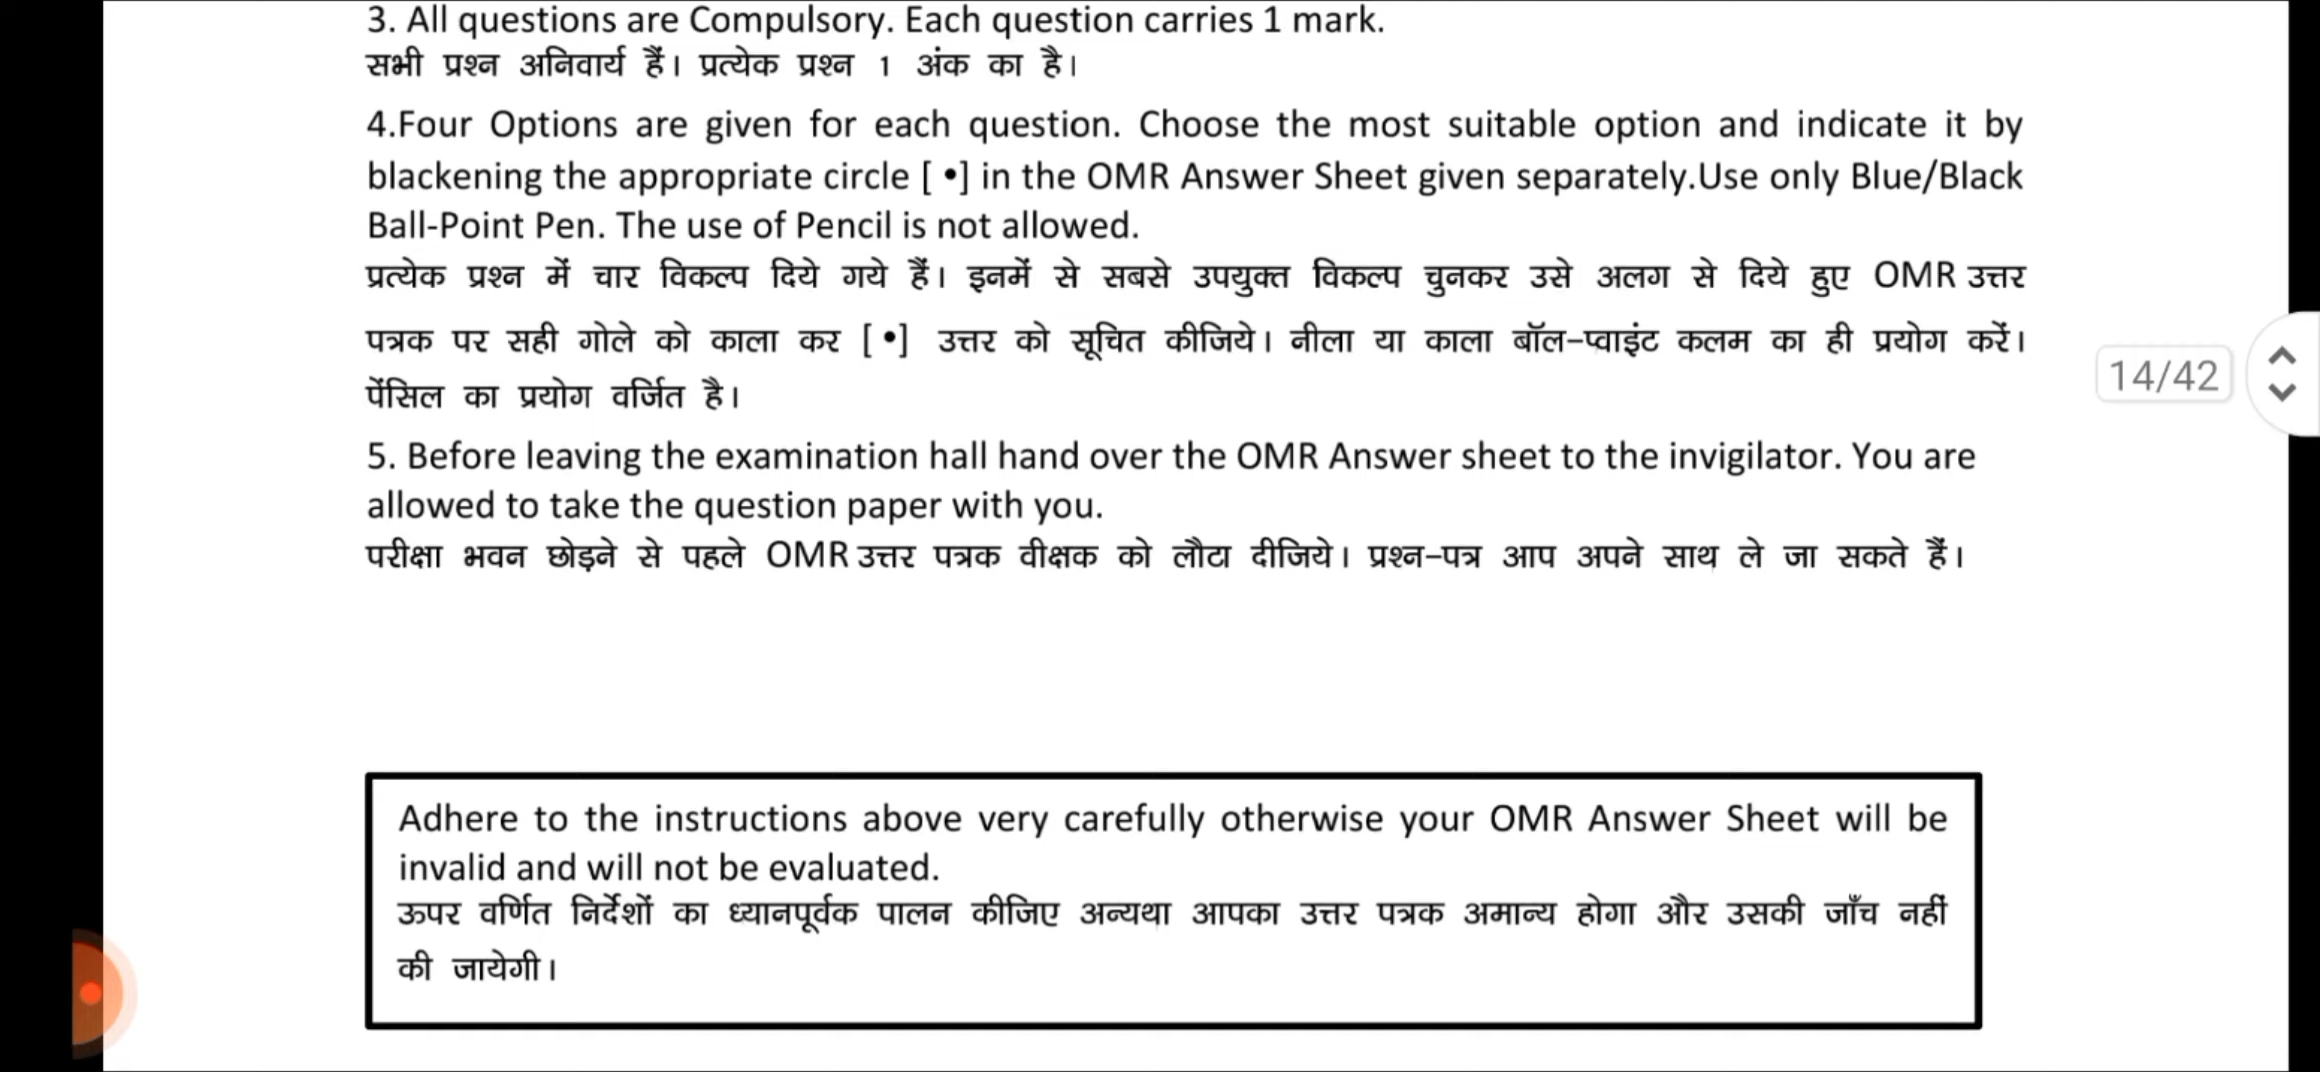 3. All questions are Compulsory. Each question carries 1 mark.
सभी प्रश्न अनिवार्य हैं। प्रत्येक प्रश्न 1 अंक का है।
4.Four Options are given for each question. Choose the most suitable option and indicate it by
blackening the appropriate circle [ •] in the OMR Answer Sheet given separately.Use only Blue/Black
Ball-Point Pen. The use of Pencil is not allowed.
प्रत्येक प्रश्न में चार विकल्प दिये गये हैं। इनमें से सबसे उपयुक्त विकल्प चुनकर उसे अलग से दिये हुए OMR उत्तर
पत्रक पर सही गोले को काला कर [ •] उत्तर को सूचित कीजिये। नीला या काला बॉल-प्वाइंट कलम का ही प्रयोग करें।
14/42
पेंसिल का प्रयोग वर्जित है।
5. Before leaving the examination hall hand over the OMR Answer sheet to the invigilator. You are
allowed to take the question paper with you.
परीक्षा भवन छोड़ने से पहले OMR उत्तर पत्रक वीक्षक को लौटा दीजिये। प्रश्न-पत्र आप अपने साथ ले जा सकते हैं।
Adhere to the instructions above very carefully otherwise your OMR Answer Sheet will be
invalid and will not be evaluated.
ऊपर वर्णित निर्देशों का ध्यानपूर्वक पालन कीजिए अन्यथा आपका उत्तर पत्रक अमान्य होगा और उसकी जाँच नहीं
की जायेगी।